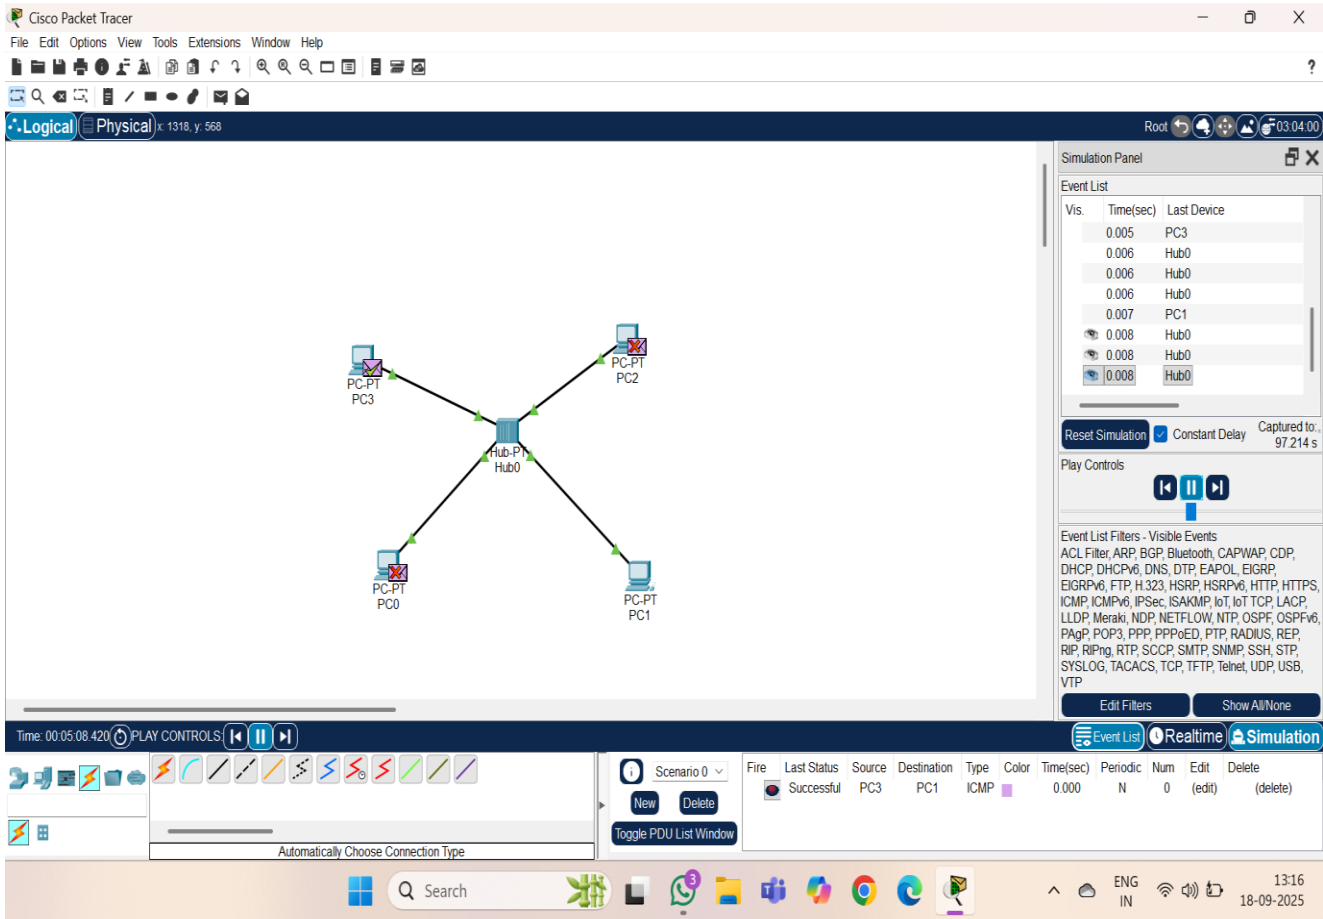 Cisco Packet Tracer
File Edit Options View Tools Extensions Window Help
?
Logical Physical x: 1318, y: 568 Root 03:04:00
Simulation Panel
Event List
Vis. Time(sec) Last Device
0.005 PC3
0.006 Hub0
0.006 Hub0
0.006 Hub0
0.007 PC1
0.008 Hub0
0.008 Hub0
0.008 Hub0
Reset Simulation Constant Delay Captured to:
97.214 s
Play Controls
Event List Filters - Visible Events
ACL Filter, ARP, BGP, Bluetooth, CAPWAP, CDP,
DHCP, DHCPv6, DNS, DTP, EAPOL, EIGRP,
EIGRPv6, FTP, H.323, HSRP, HSRPv6, HTTP, HTTPS,
ICMP, ICMPv6, IPSec, ISAKMP, IoT, IoT TCP, LACP,
LLDP, Meraki, NDP, NETFLOW, NTP, OSPF, OSPFv6,
PAgP, POP3, PPP, PPPoED, PTP, RADIUS, REP,
RIP, RIPng, RTP, SCCP, SMTP, SNMP, SSH, STP,
SYSLOG, TACACS, TCP, TFTP, Telnet, UDP, USB,
VTP
Edit Filters Show All/None
PC-PT
PC3
PC-PT
PC2
Hub-PT
Hub0
PC-PT
PC0
PC-PT
PC1
Time: 00:05:08.420 PLAY CONTROLS: Event List Realtime Simulation
Scenario 0
New Delete
Toggle PDU List Window
Fire Last Status Source Destination Type Color Time(sec) Periodic Num Edit Delete
Successful PC3 PC1 ICMP 0.000 N 0 (edit) (delete)
Automatically Choose Connection Type
Search
3
ENG
IN
13:16
18-09-2025